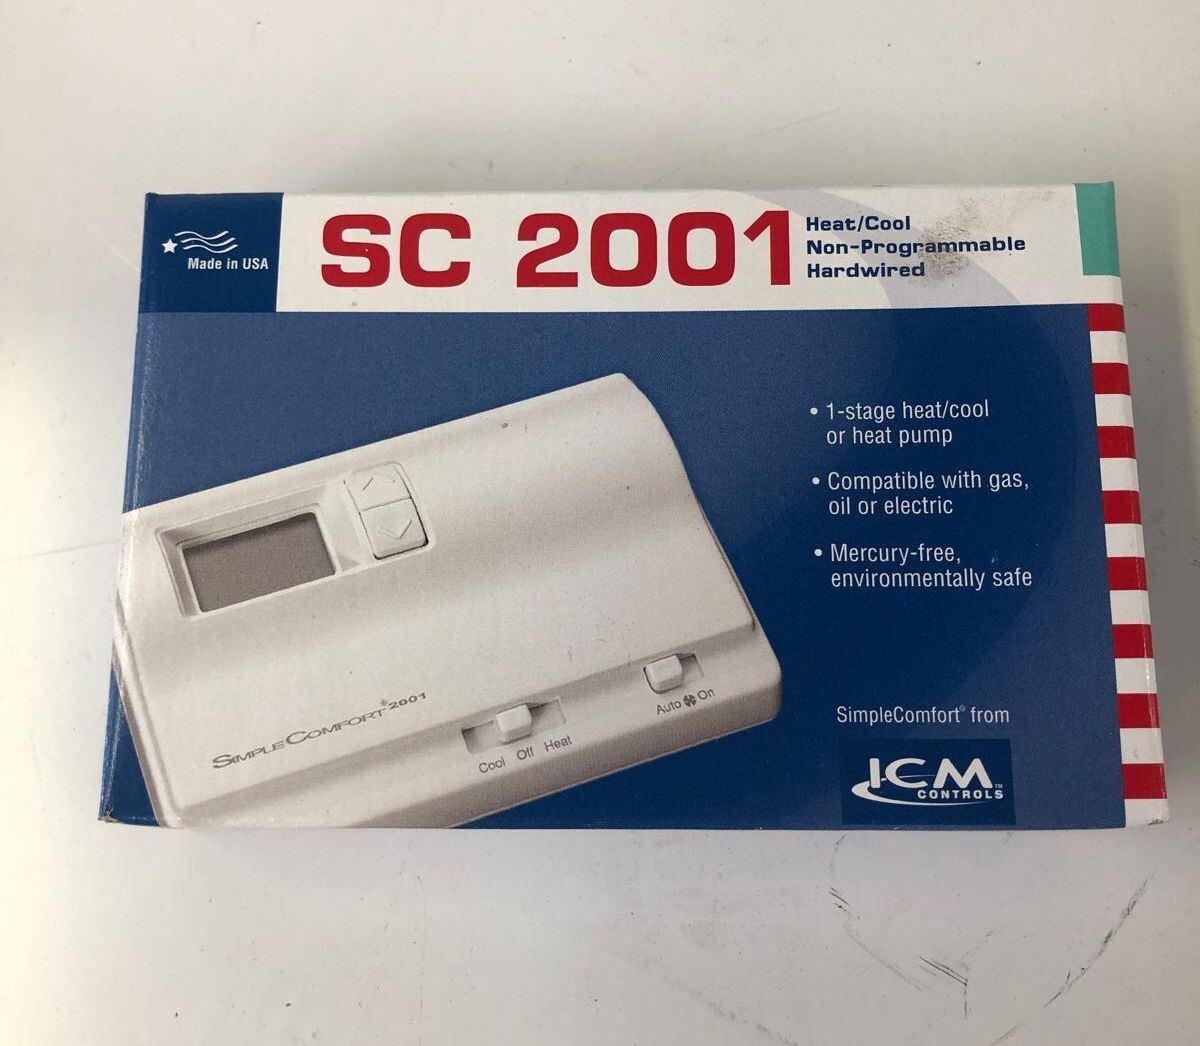 Made in USA
SC 2001
Heat/Cool
Non-Programmable
Hardwired
• 1-stage heat/cool
or heat pump
• Compatible with gas,
oil or electric
• Mercury-free,
environmentally safe
SIMPLECOMFORT® 2001
Cool Off Heat
Auto On
SimpleComfort® from
ICM™
CONTROLS